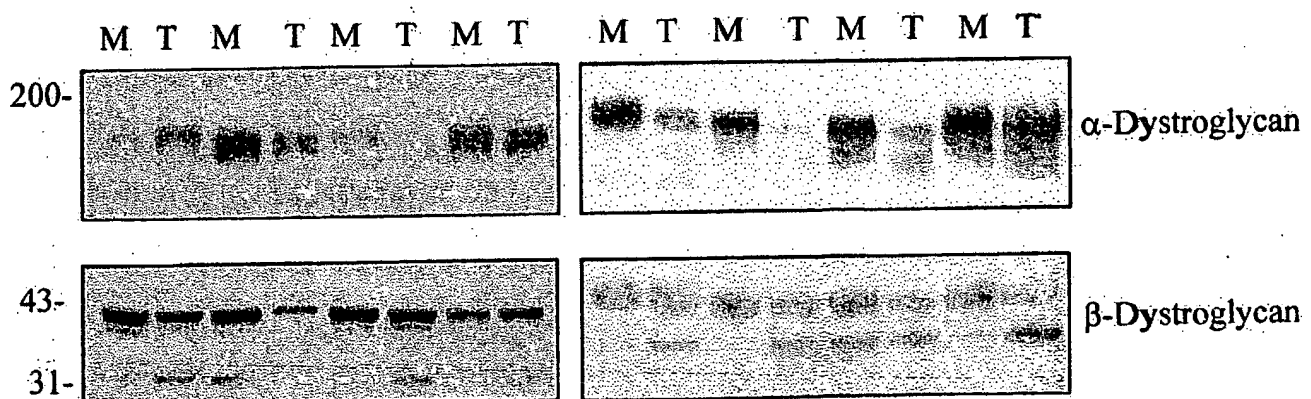 M T M T M T M T M T M T M T M T
200-
α-Dystroglycan
43-
β-Dystroglycan
31-